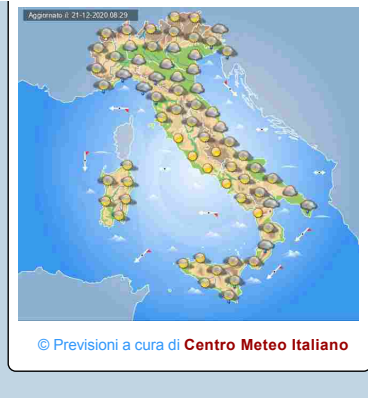 Aggiornato il: 21-12-2020 08:29
© Previsioni a cura di Centro Meteo Italiano